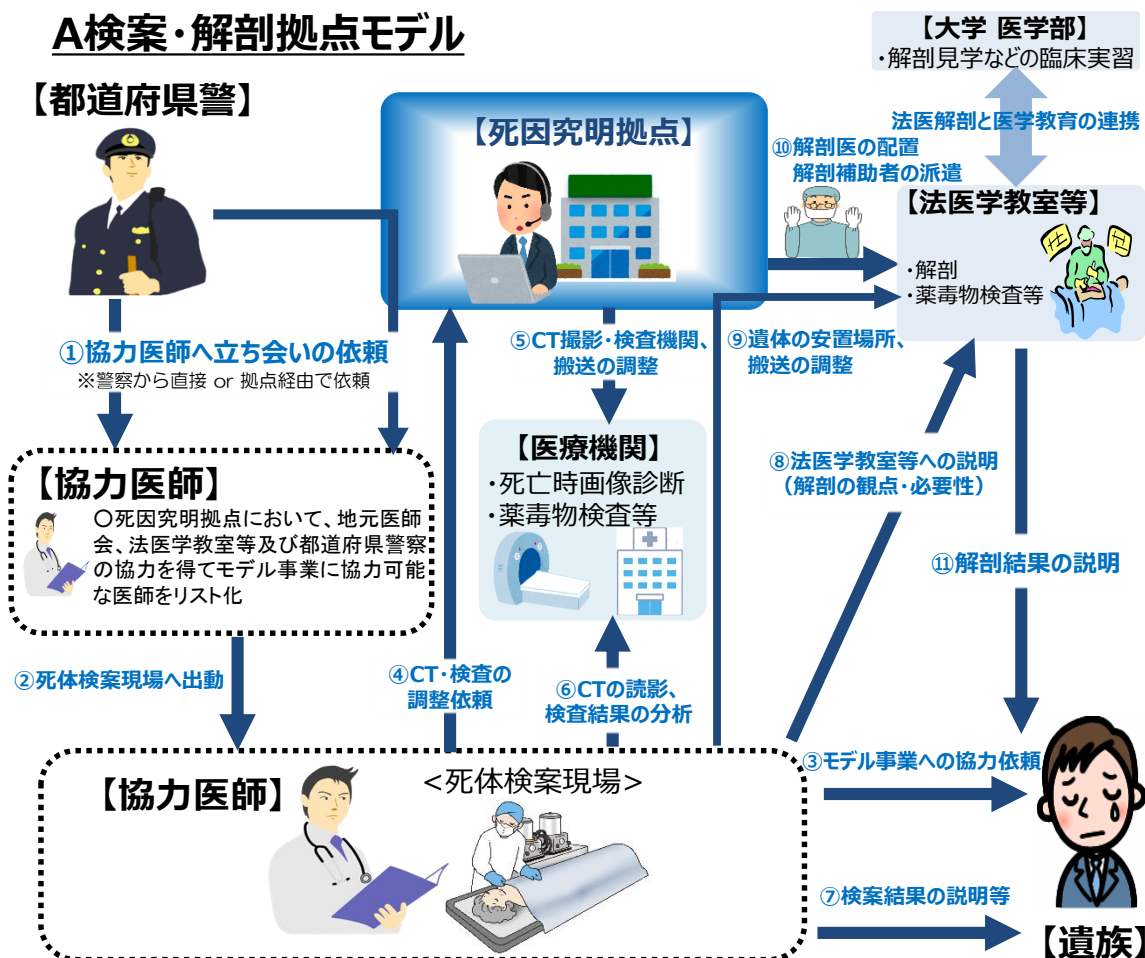 A検案・解剖拠点モデル
【都道府県警】
【死因究明拠点】
【大学 医学部】
・解剖見学などの臨床実習
法医解剖と医学教育の連携
⑩解剖医の配置
解剖補助者の派遣
【法医学教室等】
・解剖
・薬毒物検査等
①協力医師へ立ち会いの依頼
※警察から直接 or 拠点経由で依頼
⑤CT撮影・検査機関、
搬送の調整
⑨遺体の安置場所、
搬送の調整
【協力医師】
〇死因究明拠点において、地元医師
会、法医学教室等及び都道府県警察
の協力を得てモデル事業に協力可能
な医師をリスト化
【医療機関】
・死亡時画像診断
・薬毒物検査等
⑧法医学教室等への説明
（解剖の観点・必要性）
⑪解剖結果の説明
②死体検案現場へ出動
④CT・検査の
調整依頼
⑥CTの読影、
検査結果の分析
③モデル事業への協力依頼
【協力医師】
<死体検案現場>
⑦検案結果の説明等
【遺族】